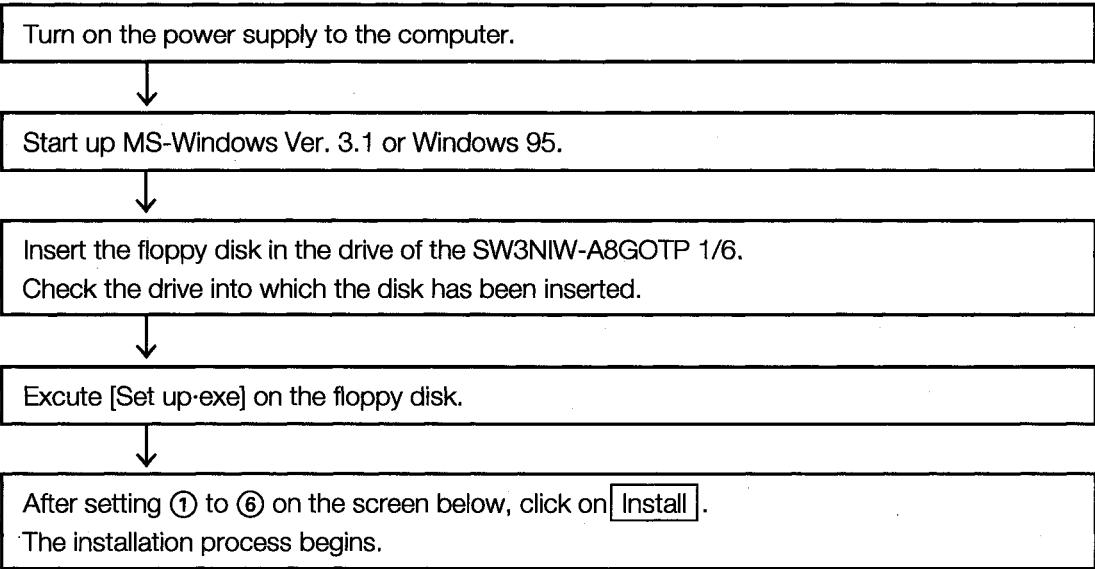 Turn on the power supply to the computer.
Start up MS-Windows Ver. 3.1 or Windows 95.
Insert the floppy disk in the drive of the SW3NIW-A8GOTP 1/6.
Check the drive into which the disk has been inserted.
Excute [Set up·exe] on the floppy disk.
After setting ① to ⑥ on the screen below, click on Install.
The installation process begins.